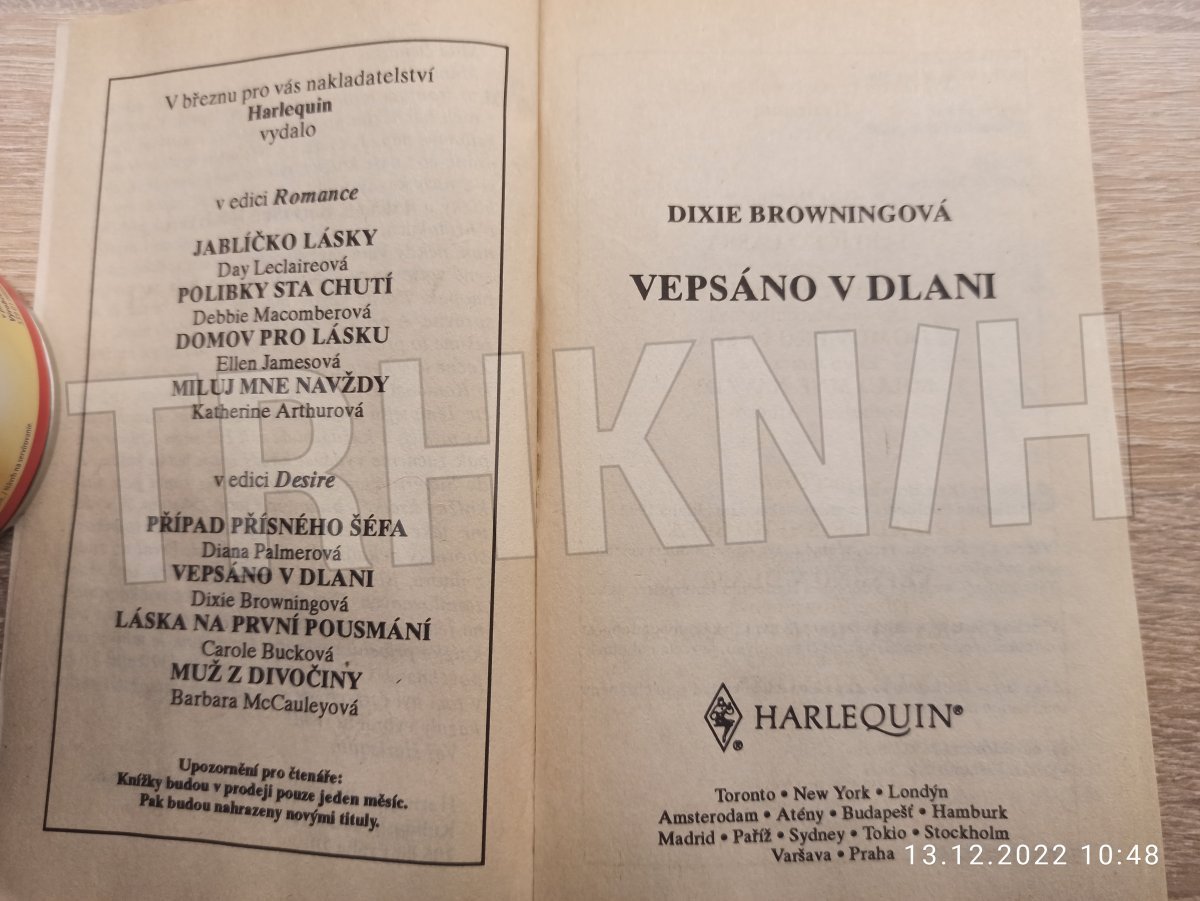 V březnu pro vás nakladatelství
Harlequin
vydalo
v edici Romance
JABLÍČKO LÁSKY
Day Leclaireová
POLIBKY STA CHUTÍ
Debbie Macomberová
DOMOV PRO LÁSKU
Ellen Jamesová
MILUJ MNE NAVŽDY
Katherine Arthurová
v edici Desire
PŘÍPAD PŘÍSNÉHO ŠÉFA
Diana Palmerová
VEPSÁNO V DLANI
Dixie Browningová
LÁSKA NA PRVNÍ POUSMÁNÍ
Carole Bucková
MUŽ Z DIVOČINY
Barbara McCauleyová
Upozornění pro čtenáře:
Knížky budou v prodeji pouze jeden měsíc.
Pak budou nahrazeny novými tituly.
DIXIE BROWNINGOVÁ
VEPSÁNO V DLANI
HARLEQUIN®
Toronto • New York • Londýn
Amsterodam • Atény • Budapešť • Hamburk
Madrid • Paříž • Sydney • Tokio • Stockholm
Varšava • Praha
TRHKN/H
13.12.2022 10:48